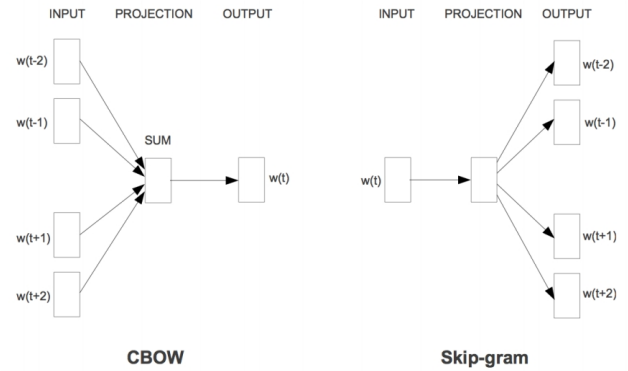 INPUT PROJECTION OUTPUT
w(t-2)
w(t-1)
SUM
w(t)
w(t+1)
w(t+2)
CBOW
INPUT PROJECTION OUTPUT
w(t-2)
w(t-1)
w(t)
w(t+1)
w(t+2)
Skip-gram